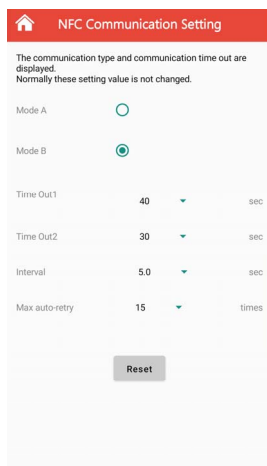 NFC Communication Setting
The communication type and communication time out are
displayed.
Normally these setting value is not changed.
Mode A
Mode B
Time Out1 40 sec
Time Out2 30 sec
Interval 5.0 sec
Max auto-retry 15 times
Reset